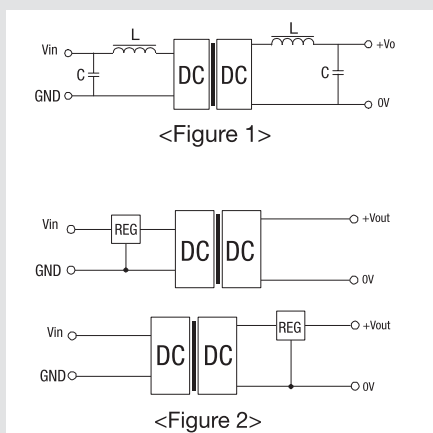 L
L
Vin
+Vo
C
DC DC
C
GND
0V
<Figure 1>
Vin
REG
+Vout
DC DC
GND
0V
Vin
REG
+Vout
DC DC
GND
0V
<Figure 2>